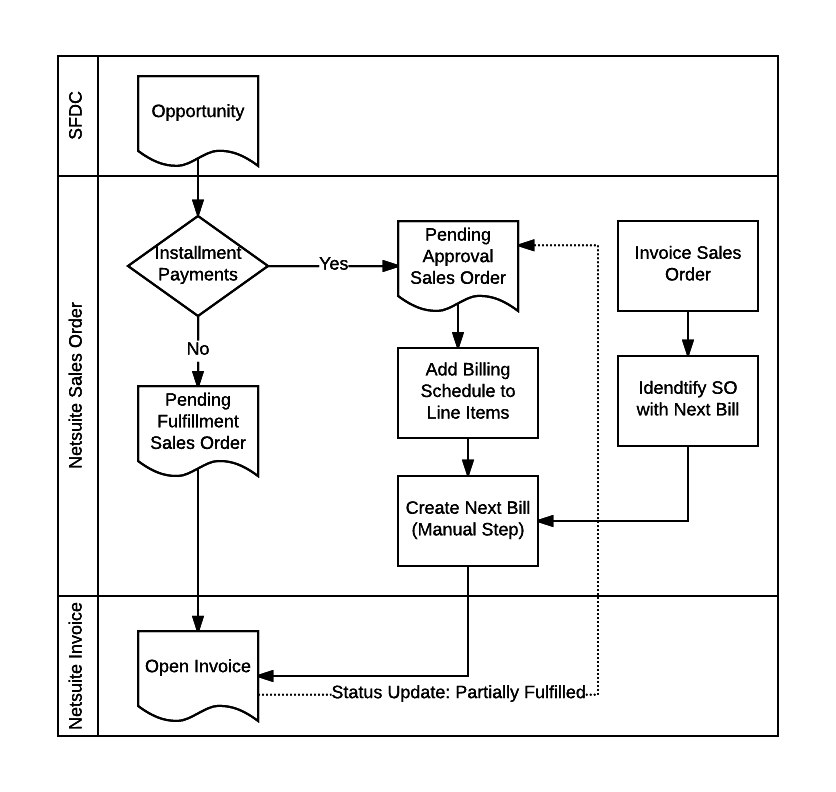 SFDC
Opportunity
Netsuite Sales Order
Installment
Payments
Yes
No
Pending
Approval
Sales Order
Invoice Sales
Order
Add Billing
Schedule to
Line Items
Idendtify SO
with Next Bill
Pending
Fulfillment
Sales Order
Create Next Bill
(Manual Step)
Netsuite Invoice
Open Invoice
Status Update: Partially Fulfilled